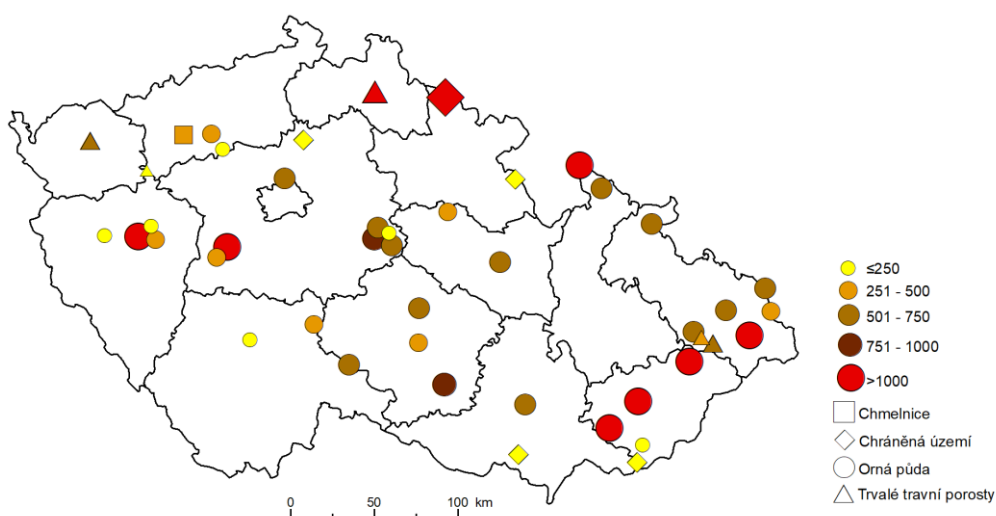 ≤250
251 - 500
501 - 750
751 - 1000
>1000
Chmelnice
Chráněná území
Orná půda
Trvalé travní porosty
0 50 100 km